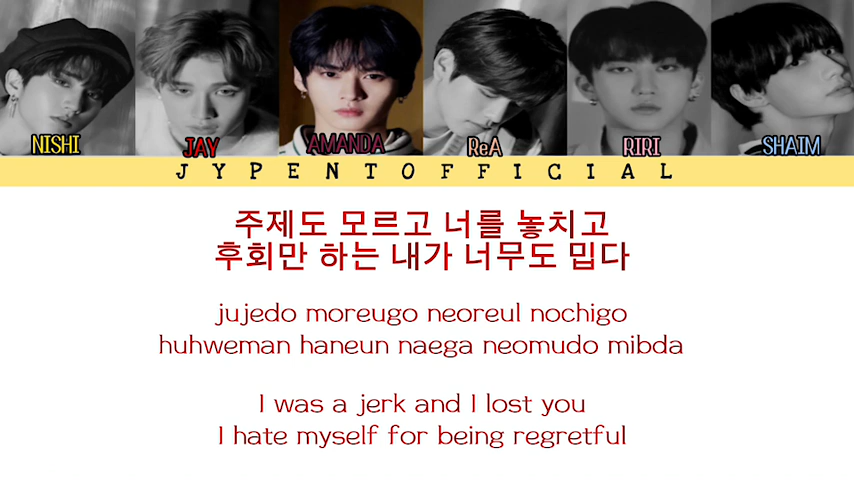 NISHI JAY AMANDA ReA RIRI SHAIM
JYPENTOFFICIAL
주제도 모르고 너를 놓치고
후회만 하는 내가 너무도 밉다
jujedo moreugo neoreul nochigo
huhweman haneun naega neomudo mibda
I was a jerk and I lost you
I hate myself for being regretful